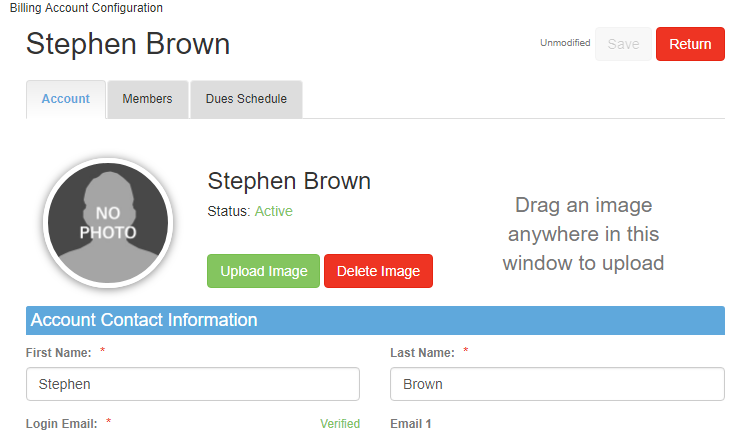 Billing Account Configuration
Stephen Brown
Unmodified Save Return
Account Members Dues Schedule
NO
PHOTO
Stephen Brown
Status: Active
Upload Image Delete Image
Drag an image
anywhere in this
window to upload
Account Contact Information
First Name: * Last Name: *
Stephen Brown
Login Email: * Verified Email 1